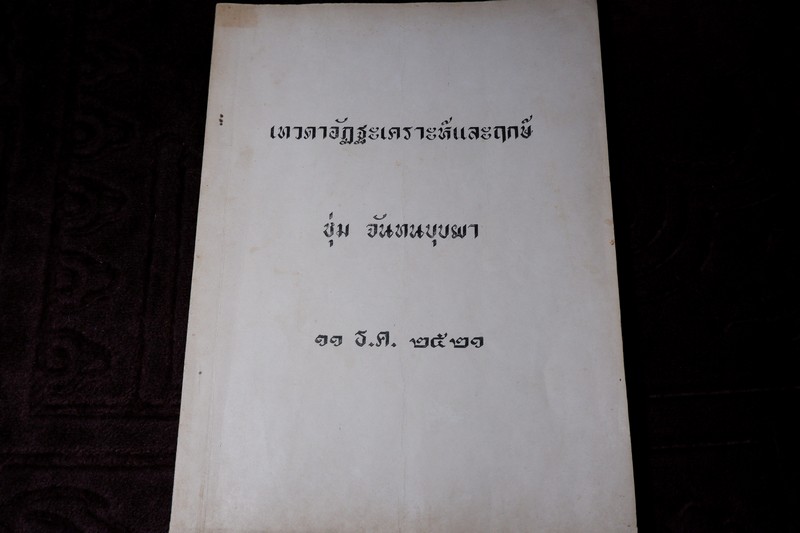 เทวดาอัฏฐะเคราะห์และฤกษ์
ชุ่ม จันทนบุบผา
๑๑ ธ.ค. ๒๕๒๑